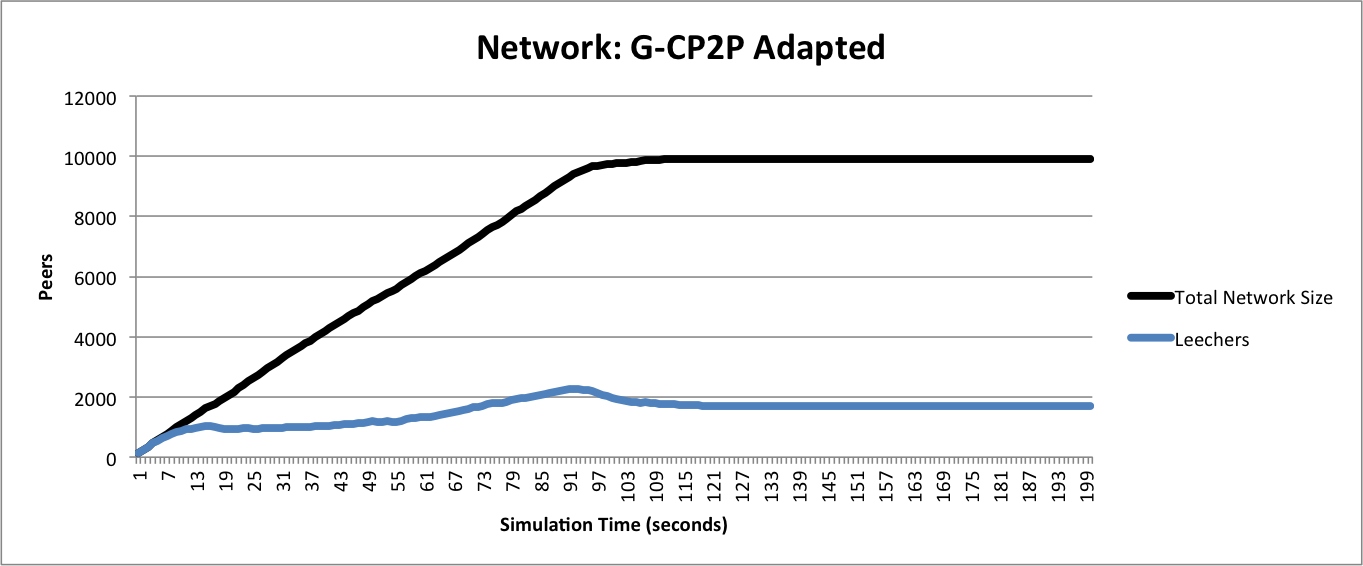 Network: G-CP2P Adapted
12000
10000
8000
6000
4000
2000
0
Peers
1 7 13 19 25 31 37 43 49 55 61 67 73 79 85 91 97 103 109 115 121 127 133 139 145 151 157 163 169 175 181 187 193 199
Simulation Time (seconds)
Total Network Size
Leechers